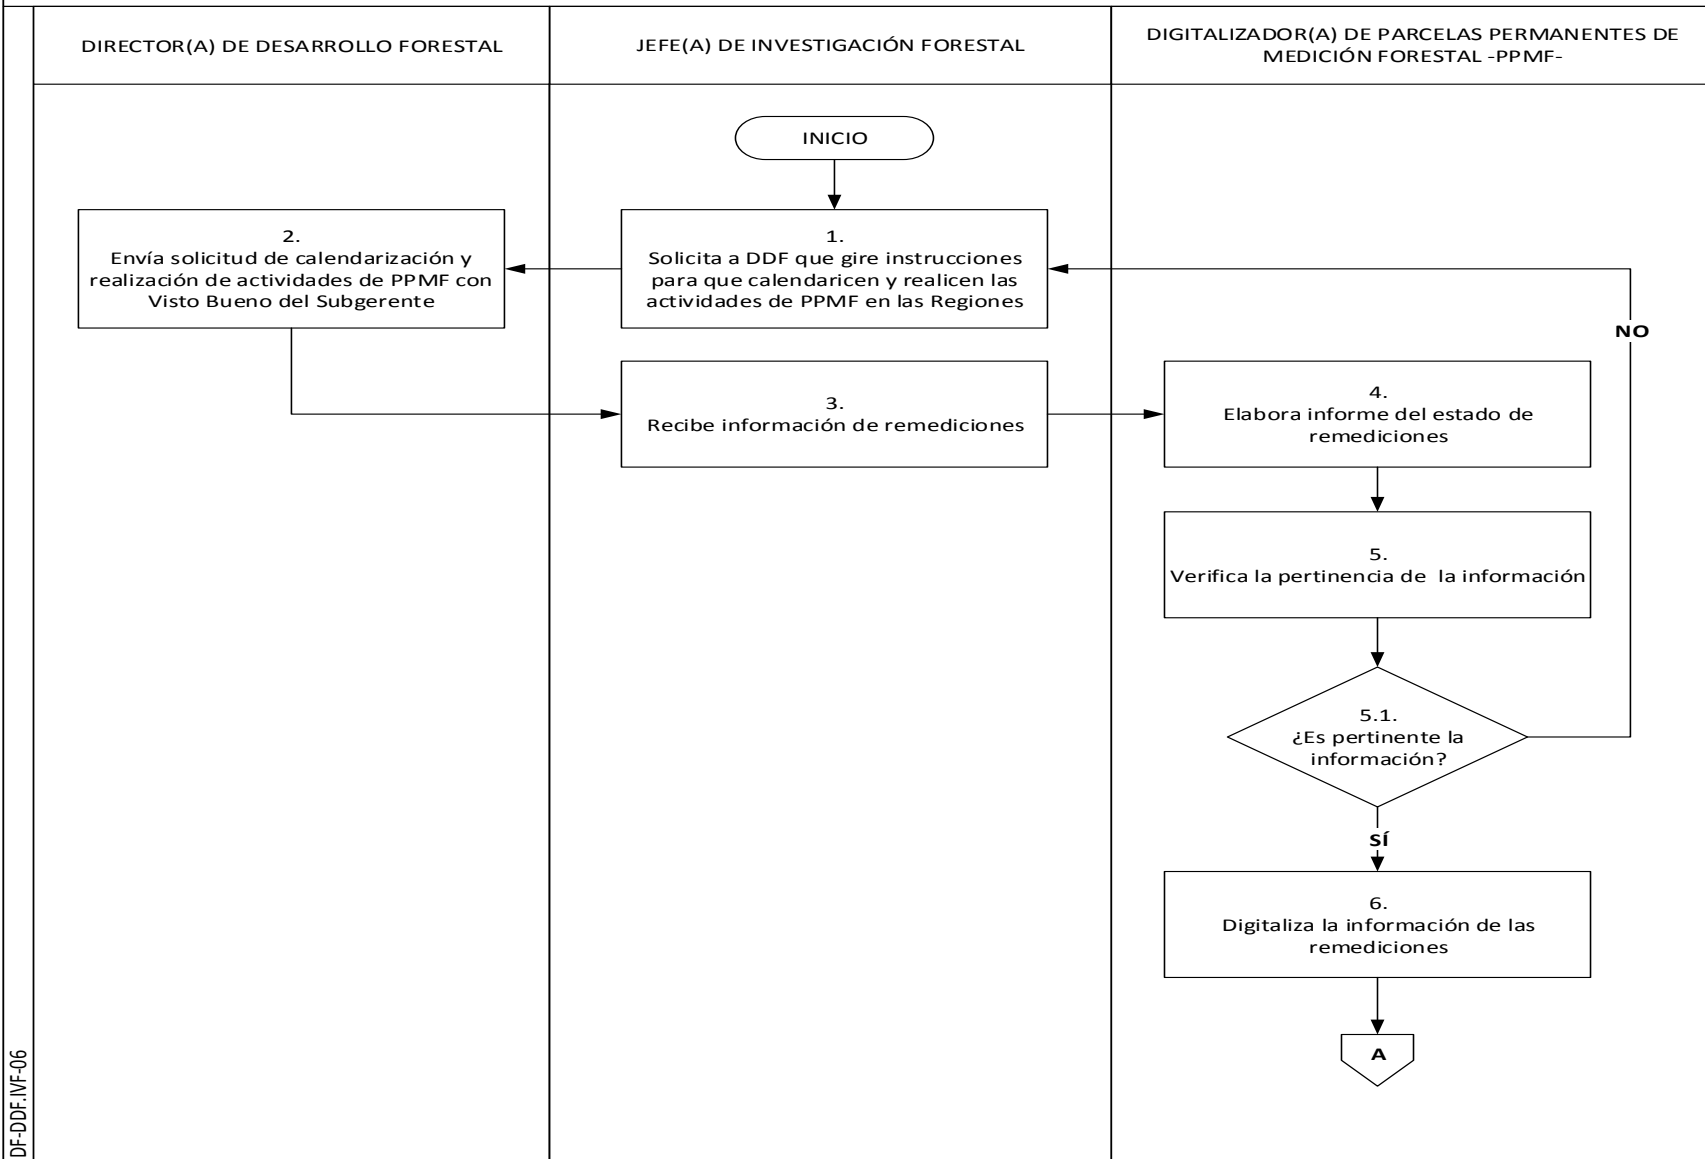 DIRECTOR(A) DE DESARROLLO FORESTAL
JEFE(A) DE INVESTIGACIÓN FORESTAL
DIGITALIZADOR(A) DE PARCELAS PERMANENTES DE
MEDICIÓN FORESTAL -PPMF-
INICIO
1.
Solicita a DDF que gire instrucciones
para que calendaricen y realicen las
actividades de PPMF en las Regiones
2.
Envía solicitud de calendarización y
realización de actividades de PPMF con
Visto Bueno del Subgerente
3.
Recibe información de remediciones
4.
Elabora informe del estado de
remediciones
5.
Verifica la pertinencia de la información
5.1.
¿Es pertinente la
información?
NO
SÍ
6.
Digitaliza la información de las
remediciones
A
DF-DDF.IVF-06